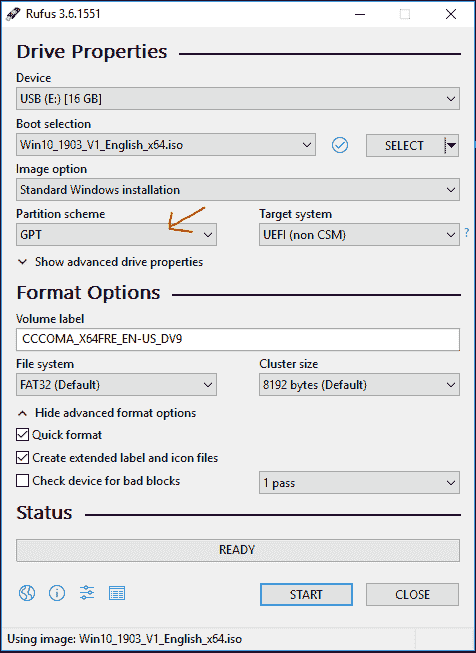 Rufus 3.6.1551
Drive Properties
Device
USB (E:) [16 GB]
Boot selection
Win10_1903_V1_English_x64.iso SELECT
Image option
Standard Windows installation
Partition scheme Target system
GPT UEFI (non CSM) ?
Show advanced drive properties
Format Options
Volume label
CCCOMA_X64FRE_EN-US_DV9
File system Cluster size
FAT32 (Default) 8192 bytes (Default)
Hide advanced format options
Quick format
Create extended label and icon files
Check device for bad blocks 1 pass
Status
READY
START CLOSE
Using image: Win10_1903_V1_English_x64.iso